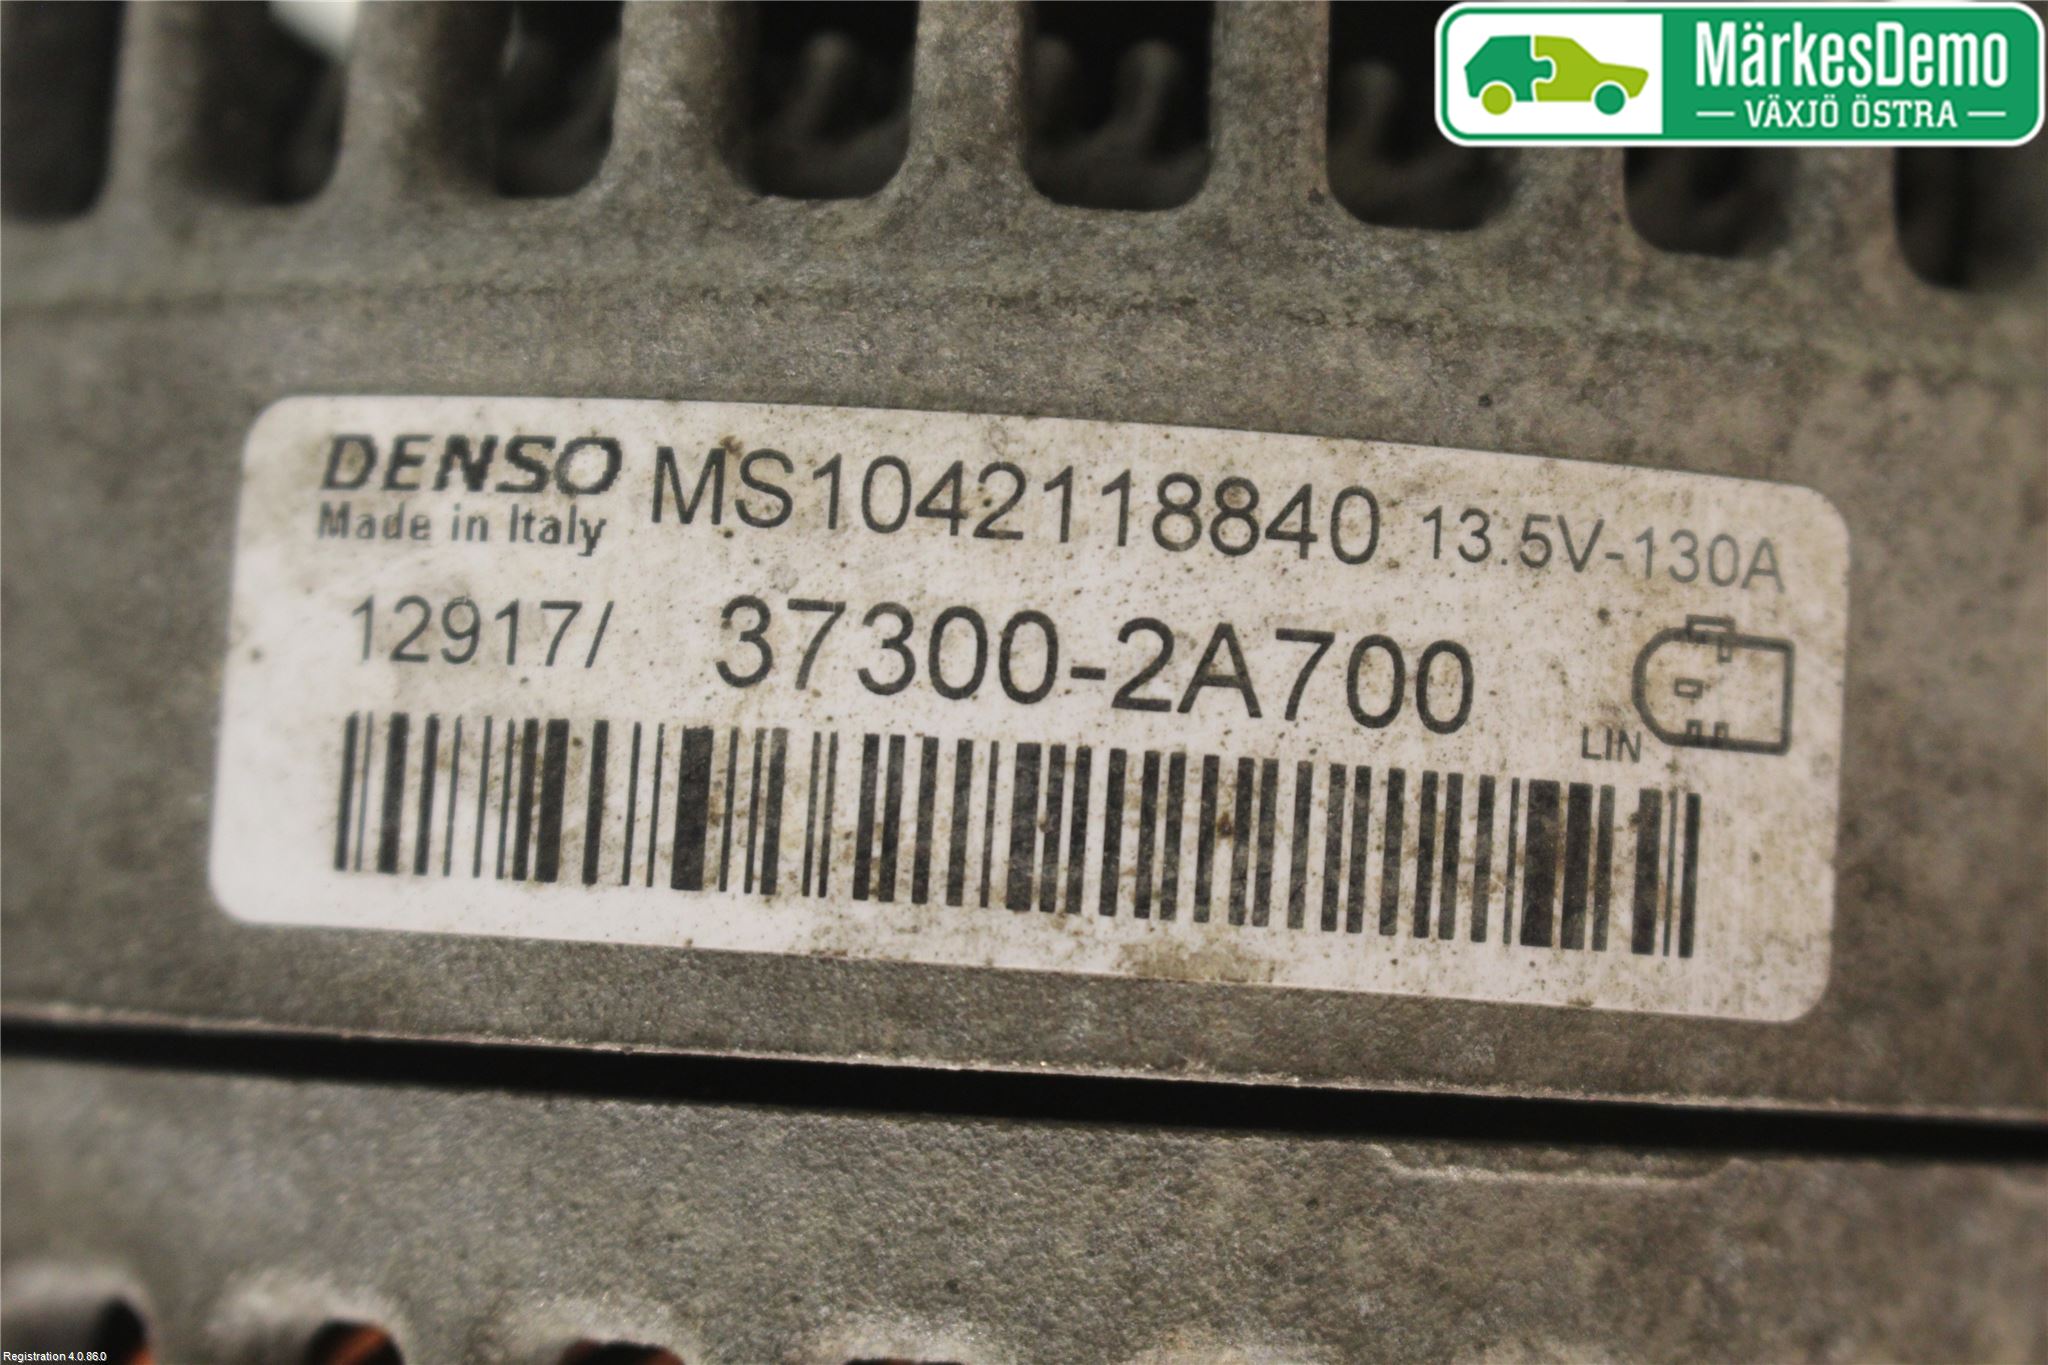 MärkesDemo
VÄXJÖ ÖSTRA
DENSO MS1042118840 13.5V-130A
Made in Italy
12917/ 37300-2A700
LIN
Registration 4.0.86.0